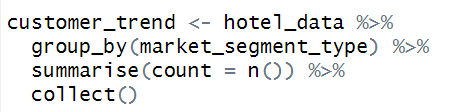 customer_trend <- hotel_data %>%
  group_by(market_segment_type) %>%
  summarise(count = n()) %>%
  collect()